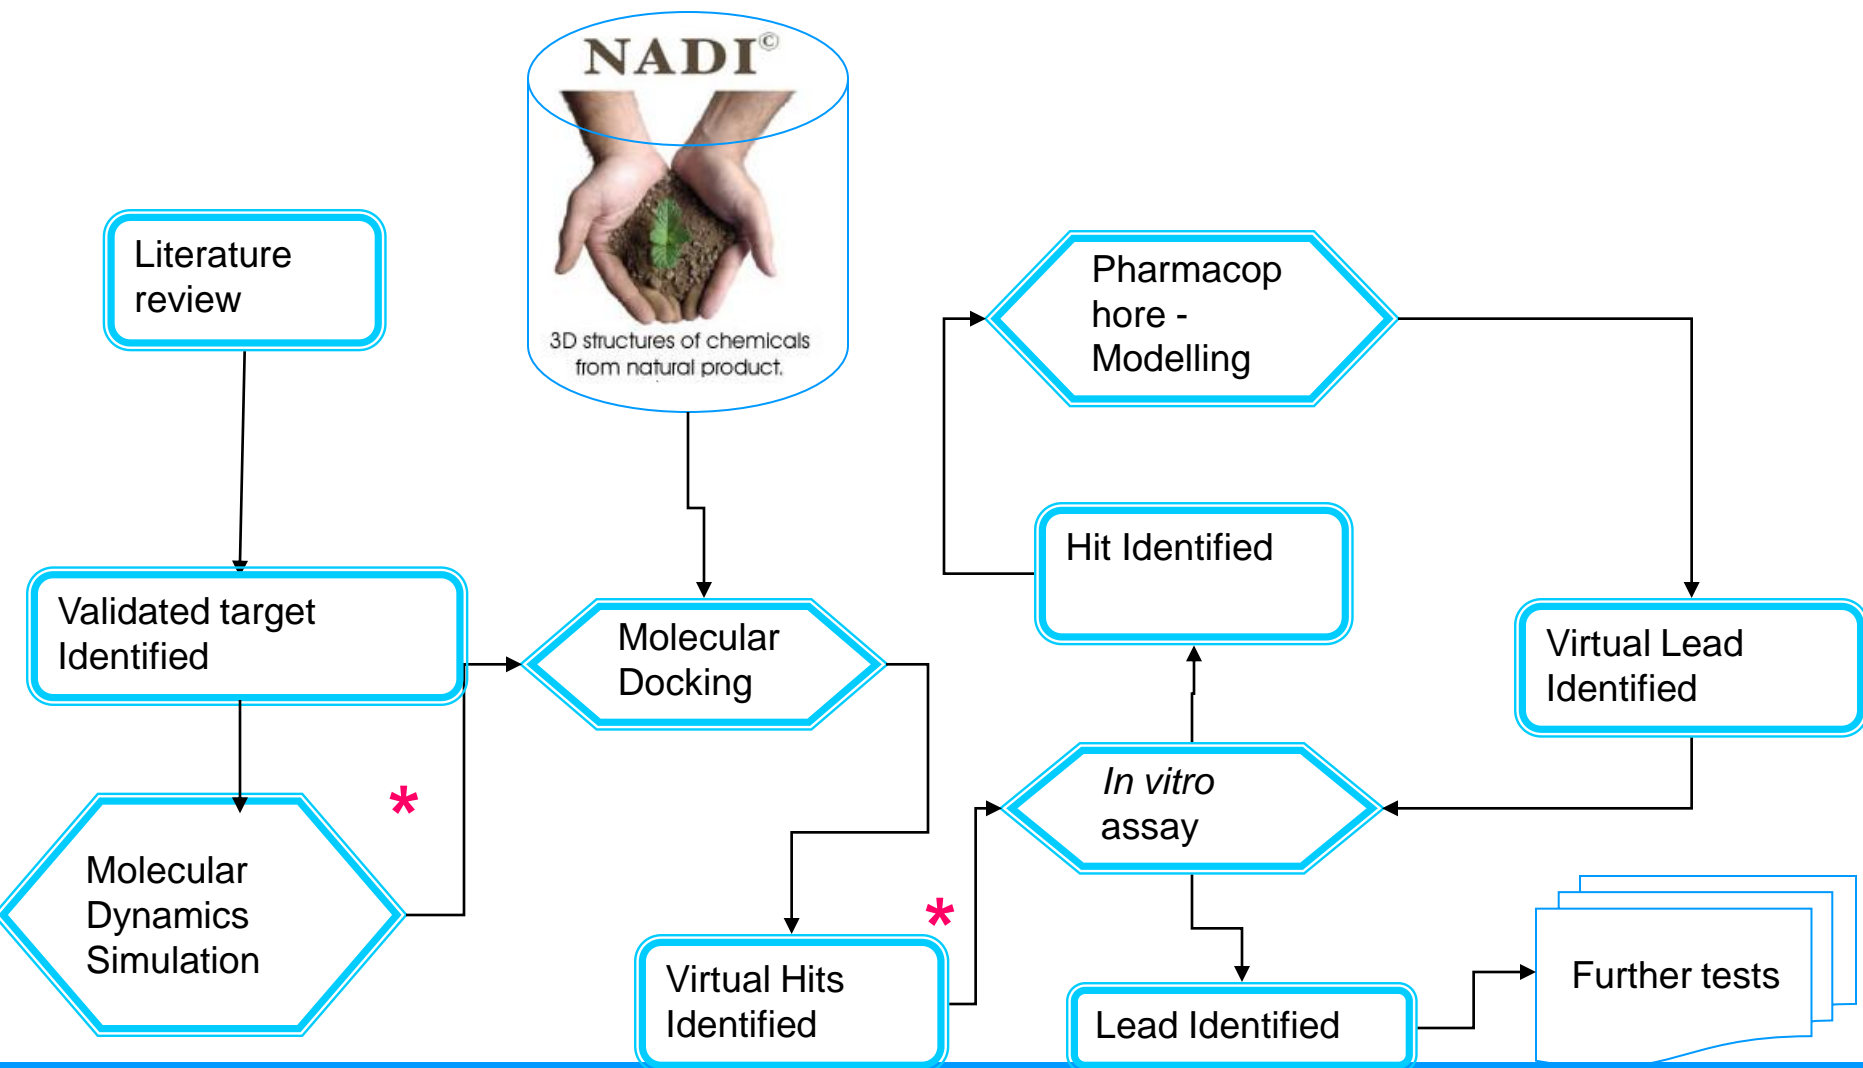 NADI©
3D structures of chemicals
from natural product.
Literature
review
Validated target
Identified
Molecular
Dynamics
Simulation
*
Molecular
Docking
Virtual Hits
Identified
*
Pharmacop
hore -
Modelling
Hit Identified
In vitro
assay
Lead Identified
Virtual Lead
Identified
Further tests